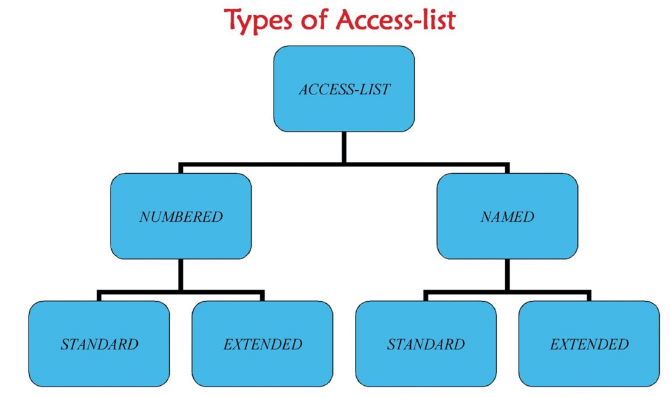 Types of Access-list
ACCESS-LIST
NUMBERED
NAMED
STANDARD
EXTENDED
STANDARD
EXTENDED